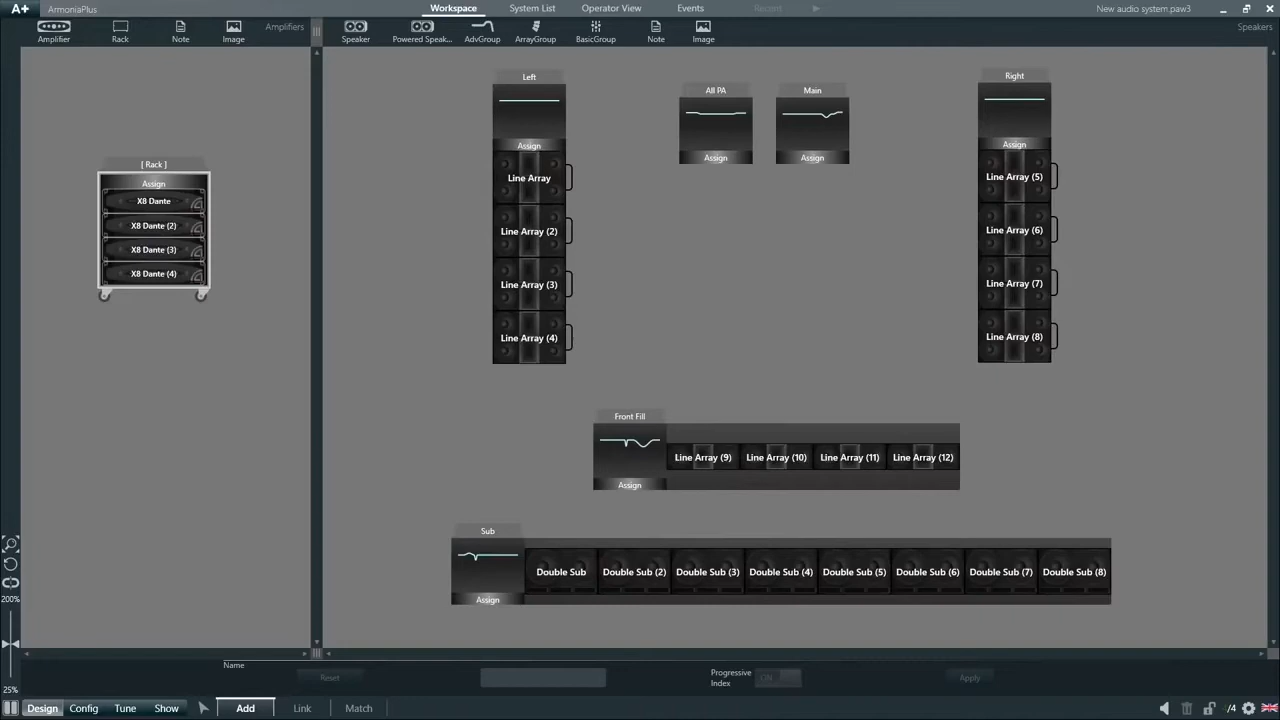 A+ ArmoniaPlus Workspace System List Operator View Events Record New audio system.paw3
Amplifier Rack Note Image Amplifiers Speaker Powered Speak... AdvGroup ArrayGroup BasicGroup Note Image Speakers
Left All PA Main Right
Assign Assign Assign Assign
[ Rack ]
Assign
X8 Dante
X8 Dante (2)
X8 Dante (3)
X8 Dante (4)
Line Array
Line Array (2)
Line Array (3)
Line Array (4)
Line Array (5)
Line Array (6)
Line Array (7)
Line Array (8)
Front Fill
Line Array (9) Line Array (10) Line Array (11) Line Array (12)
Assign
Sub
Double Sub Double Sub (2) Double Sub (3) Double Sub (4) Double Sub (5) Double Sub (6) Double Sub (7) Double Sub (8)
Assign
200%
25%
Name
Reset
Progressive
Index
ON
Apply
Design Config Tune Show Add Link Match /4